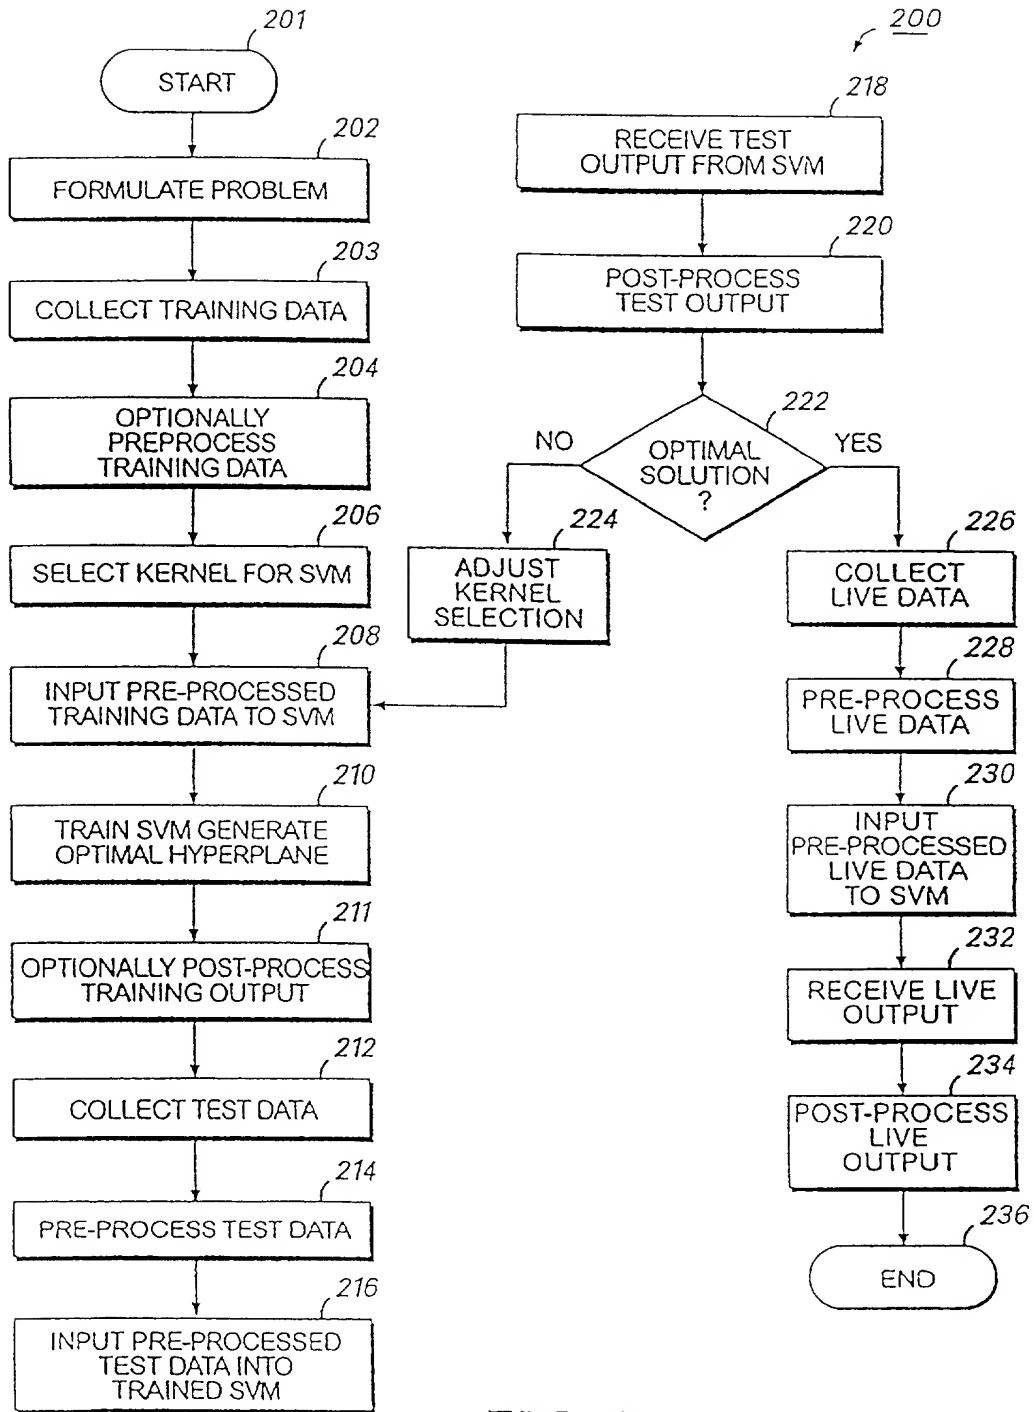 201
START
202
FORMULATE PROBLEM
203
COLLECT TRAINING DATA
204
OPTIONALLY
PREPROCESS
TRAINING DATA
206
SELECT KERNEL FOR SVM
208
INPUT PRE-PROCESSED
TRAINING DATA TO SVM
210
TRAIN SVM GENERATE
OPTIMAL HYPERPLANE
211
OPTIONALLY POST-PROCESS
TRAINING OUTPUT
212
COLLECT TEST DATA
214
PRE-PROCESS TEST DATA
216
INPUT PRE-PROCESSED
TEST DATA INTO
TRAINED SVM
200
218
RECEIVE TEST
OUTPUT FROM SVM
220
POST-PROCESS
TEST OUTPUT
222
OPTIMAL
SOLUTION
?
NO
YES
224
ADJUST
KERNEL
SELECTION
226
COLLECT
LIVE DATA
228
PRE-PROCESS
LIVE DATA
230
INPUT
PRE-PROCESSED
LIVE DATA
TO SVM
232
RECEIVE LIVE
OUTPUT
234
POST-PROCESS
LIVE
OUTPUT
236
END